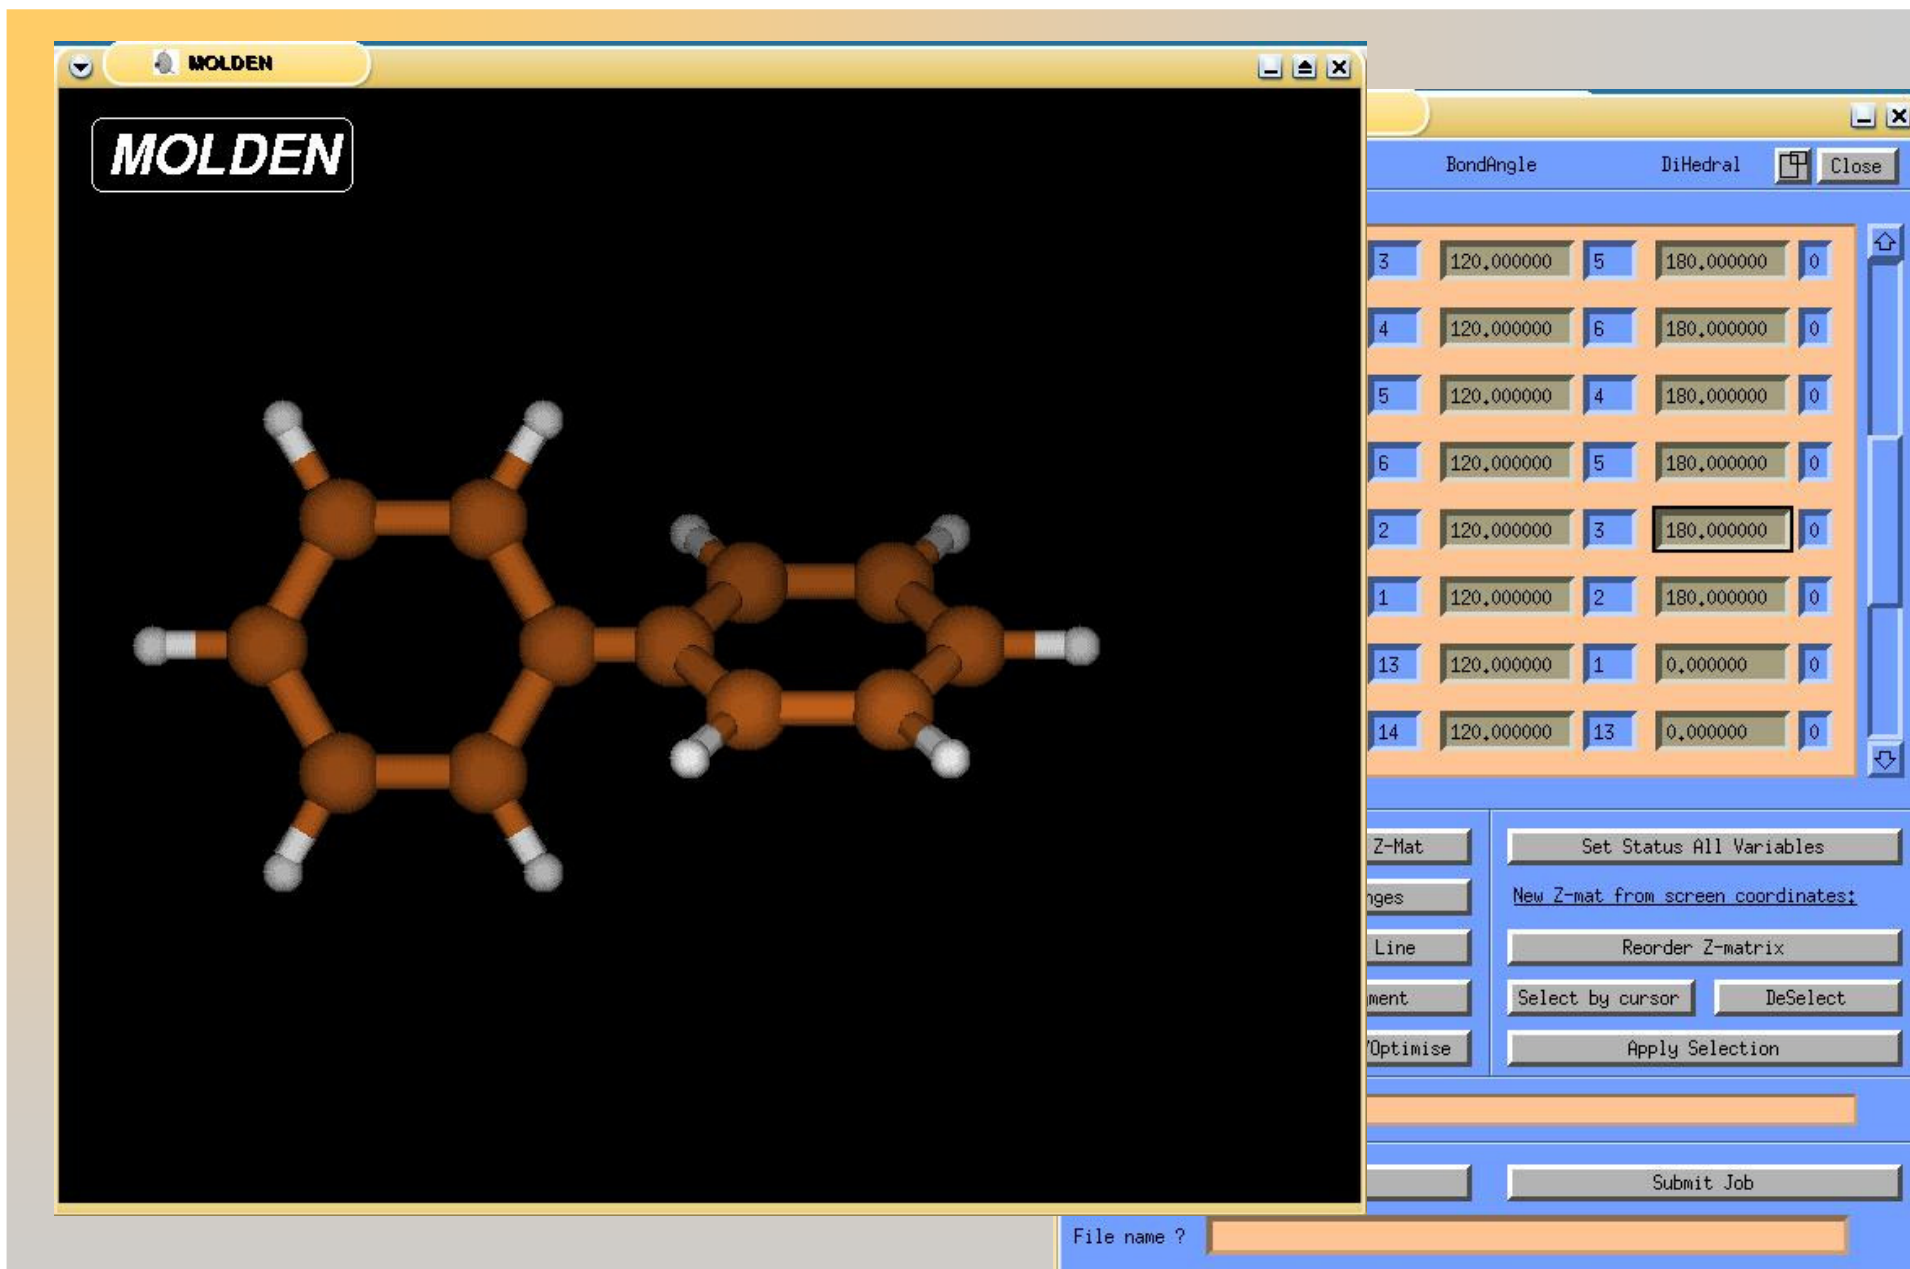 MOLDEN
MOLDEN
BondAngle DiHedral Close
3 120.000000 5 180.000000 0
4 120.000000 6 180.000000 0
5 120.000000 4 180.000000 0
6 120.000000 5 180.000000 0
2 120.000000 3 180.000000 0
1 120.000000 2 180.000000 0
13 120.000000 1 0.000000 0
14 120.000000 13 0.000000 0
Z-Mat Set Status All Variables
nges New Z-mat from screen coordinates:
Line Reorder Z-matrix
ment Select by cursor DeSelect
/Optimise Apply Selection
Submit Job
File name ?